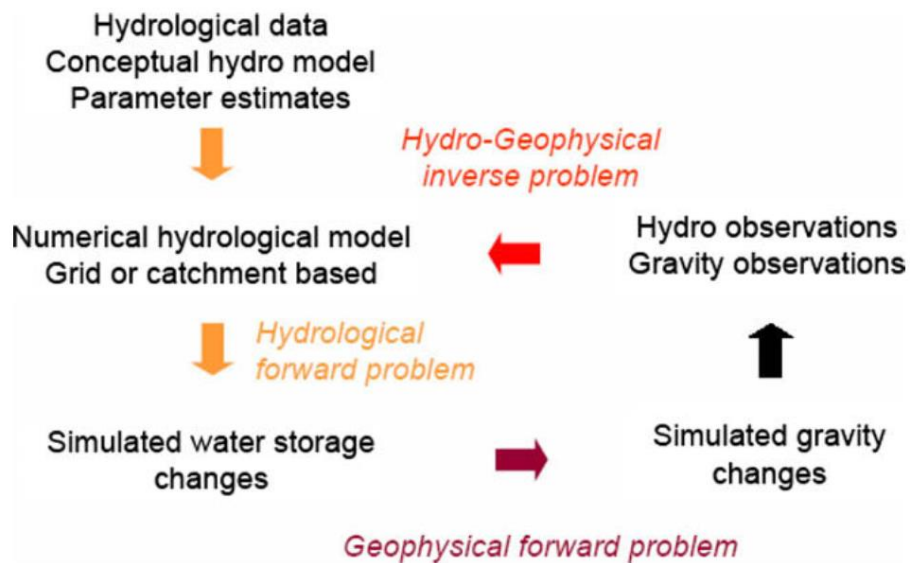 Hydrological data
Conceptual hydro model
Parameter estimates
Hydro-Geophysical
inverse problem
Numerical hydrological model
Grid or catchment based
Hydro observations
Gravity observations
Hydrological
forward problem
Simulated water storage
changes
Simulated gravity
changes
Geophysical forward problem